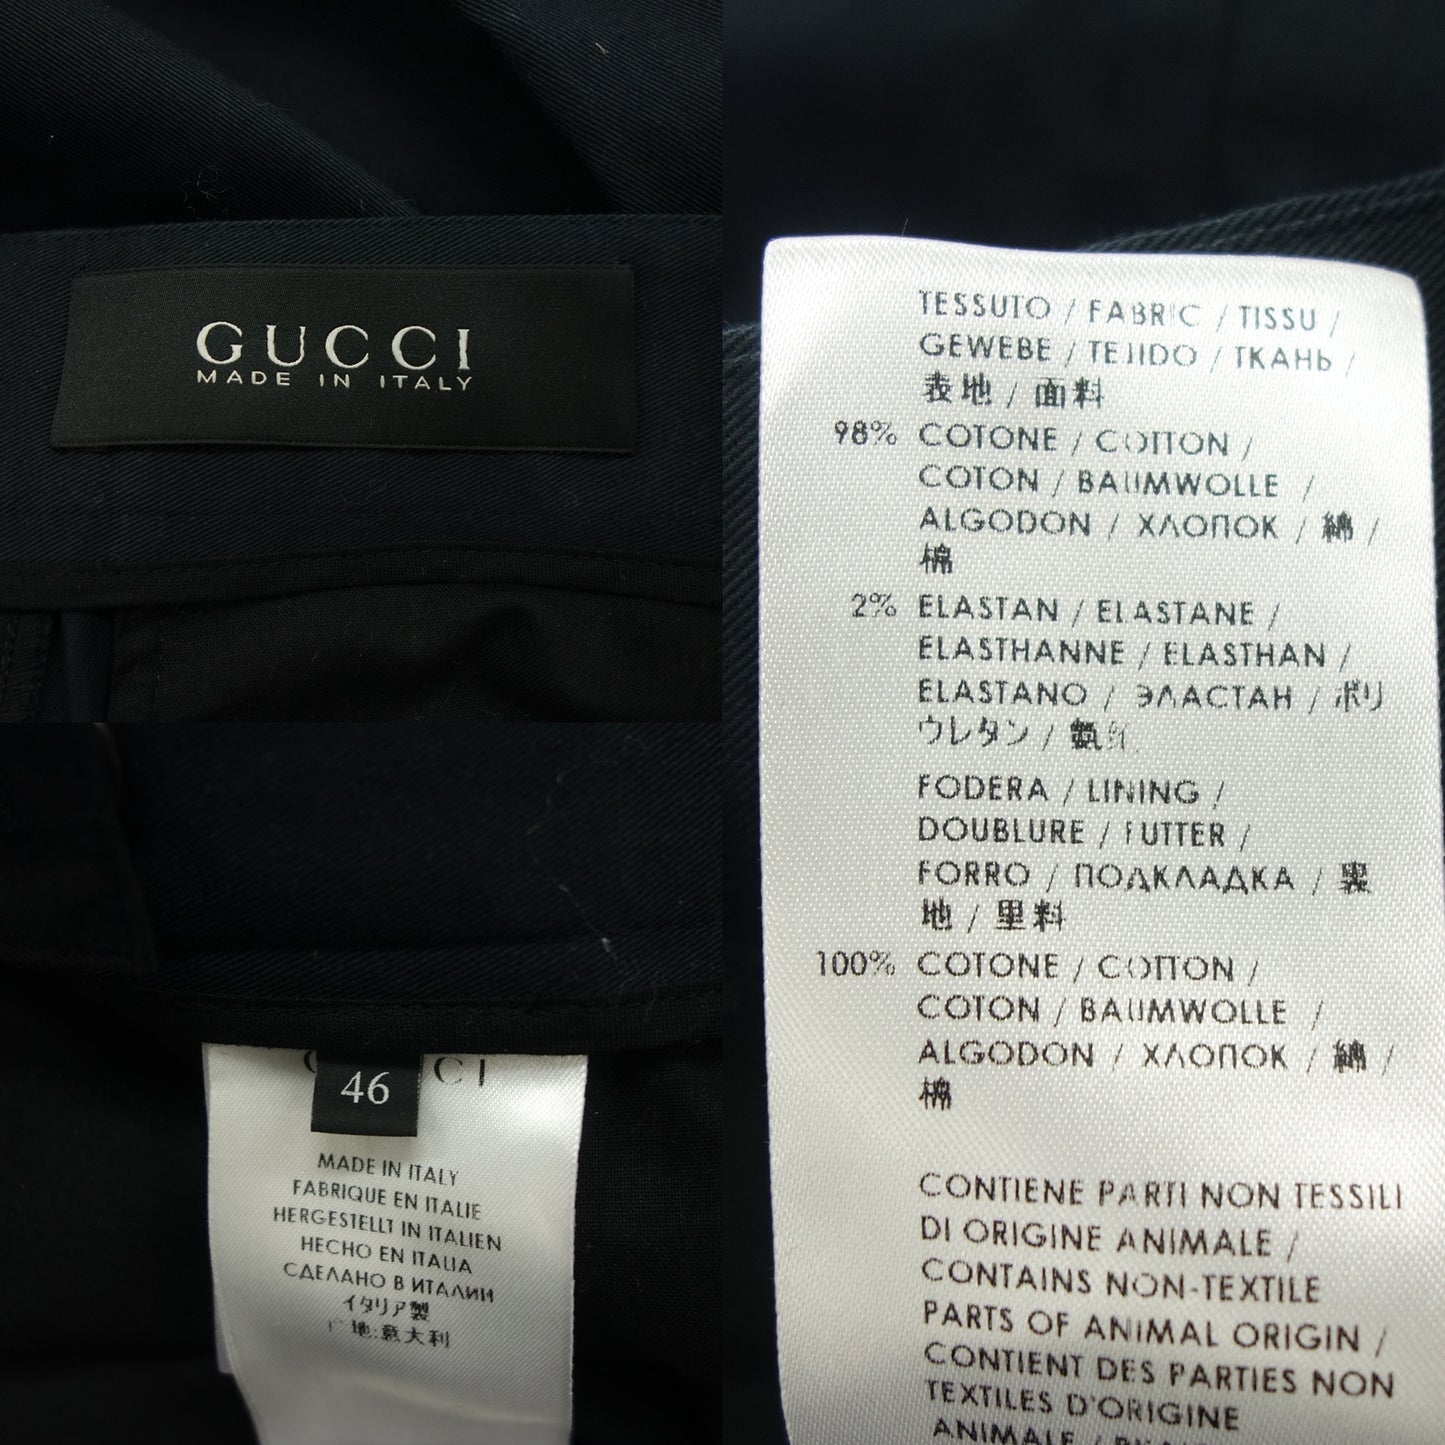 GUCCI
MADE IN ITALY
46
MADE IN ITALY
FABRIQUE EN ITALIE
HERGESTELLT IN ITALIEN
HECHO EN ITALIA
СДЕЛАНО В ИТАЛИИ
イタリア製
地:意大利
TESSUTO / FABRIC / TISSU /
GEWEBE / TEJIDO / ТКАНЬ /
表地 / 面料
98% COTONE / COTTON /
COTON / BAUMWOLLE /
ALGODON / ХЛОПОК / 綿 /
棉
2% ELASTAN / ELASTANE /
ELASTHANNE / ELASTHAN /
ELASTANO / ЭЛАСТАН / ポリ
ウレタン /
FODERA / LINING /
DOUBLURE / FUTTER /
FORRO / ПОДКЛАДКА / 裏
地 / 里料
100% COTONE / COTTON /
COTON / BAUMWOLLE /
ALGODON / ХЛОПОК / 綿 /
棉
CONTIENE PARTI NON TESSILI
DI ORIGINE ANIMALE /
CONTAINS NON-TEXTILE
PARTS OF ANIMAL ORIGIN /
CONTIENT DES PARTIES NON
TEXTILES D'ORIGINE
ANIMALE /